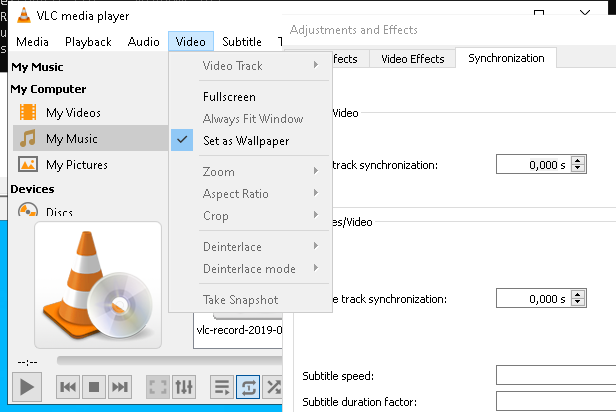 VLC media player
Adjustments and Effects
Media Playback Audio Video Subtitle T
fects Video Effects Synchronization
My Music
My Computer
My Videos
My Music
My Pictures
Devices
Discs
Video Track
Fullscreen
Always Fit Window
Set as Wallpaper
Zoom
Aspect Ratio
Crop
Deinterlace
Deinterlace mode
Take Snapshot
Video
track synchronization: 0,000 s
es/Video
e track synchronization: 0,000 s
Subtitle speed:
Subtitle duration factor:
vlc-record-2019-0
--:--